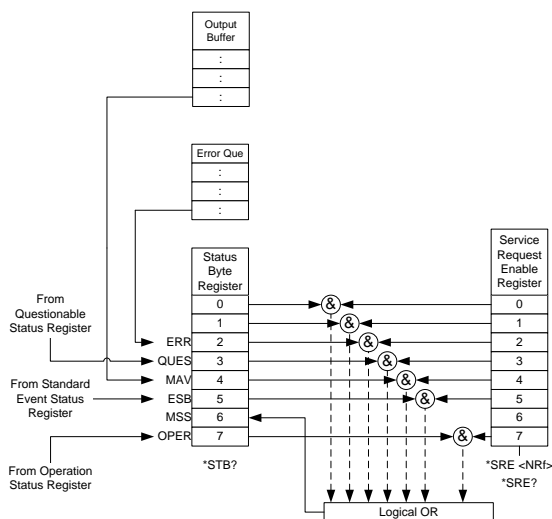 Output
Buffer
:
:
:
Error Que
:
:
:
Status
Byte
Register
Service
Request
Enable
Register
0 & 0
1 & 1
From
Questionable
Status Register
ERR 2 & 2
QUES 3 & 3
MAV 4 & 4
From Standard
Event Status
Register
ESB 5 & 5
MSS 6 6
OPER 7 & 7
From Operation
Status Register
*STB?
*SRE <NRf>
*SRE?
Logical OR